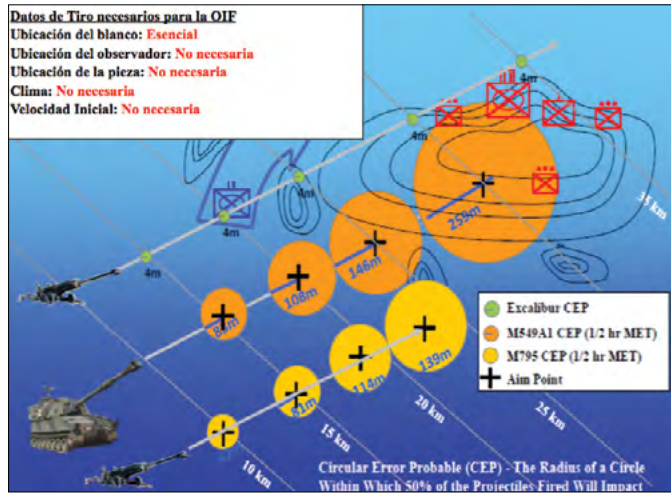 Datos de Tiro necesarios para la OIF
Ubicación del blanco: Esencial
Ubicación del observador: No necesaria
Ubicación de la pieza: No necesaria
Clima: No necesaria
Velocidad Inicial: No necesaria
4m
4m
4m
4m
4m
35 km
259m
146m
108m
139m
114m
Excalibur CEP
M549A1 CEP (1/2 hr MET)
M795 CEP (1/2 hr MET)
Aim Point
25 km
20 km
15 km
10 km
Circular Error Probable (CEP) - The Radius of a Circle
Within Which 50% of the Projectiles Fired Will Impact